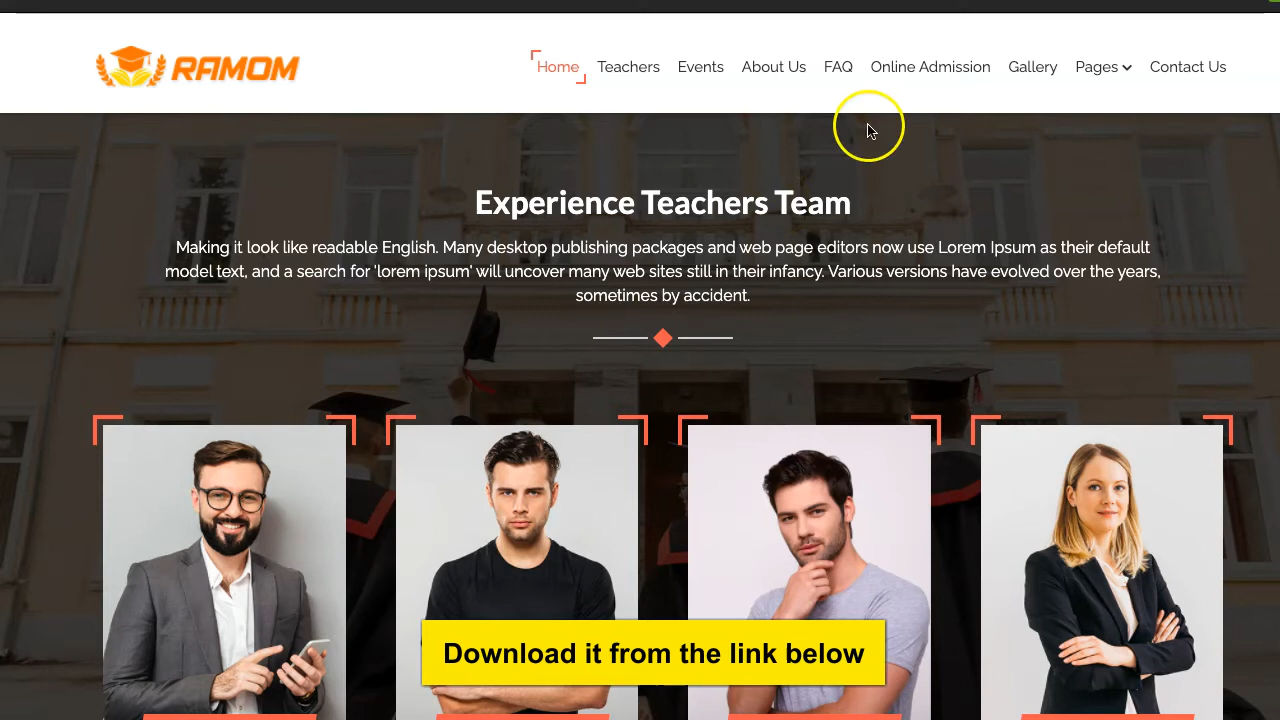 RAMOM
Home Teachers Events About Us FAQ Online Admission Gallery Pages Contact Us
Experience Teachers Team
Making it look like readable English. Many desktop publishing packages and web page editors now use Lorem Ipsum as their default
model text, and a search for 'lorem ipsum' will uncover many web sites still in their infancy. Various versions have evolved over the years,
sometimes by accident.
Download it from the link below